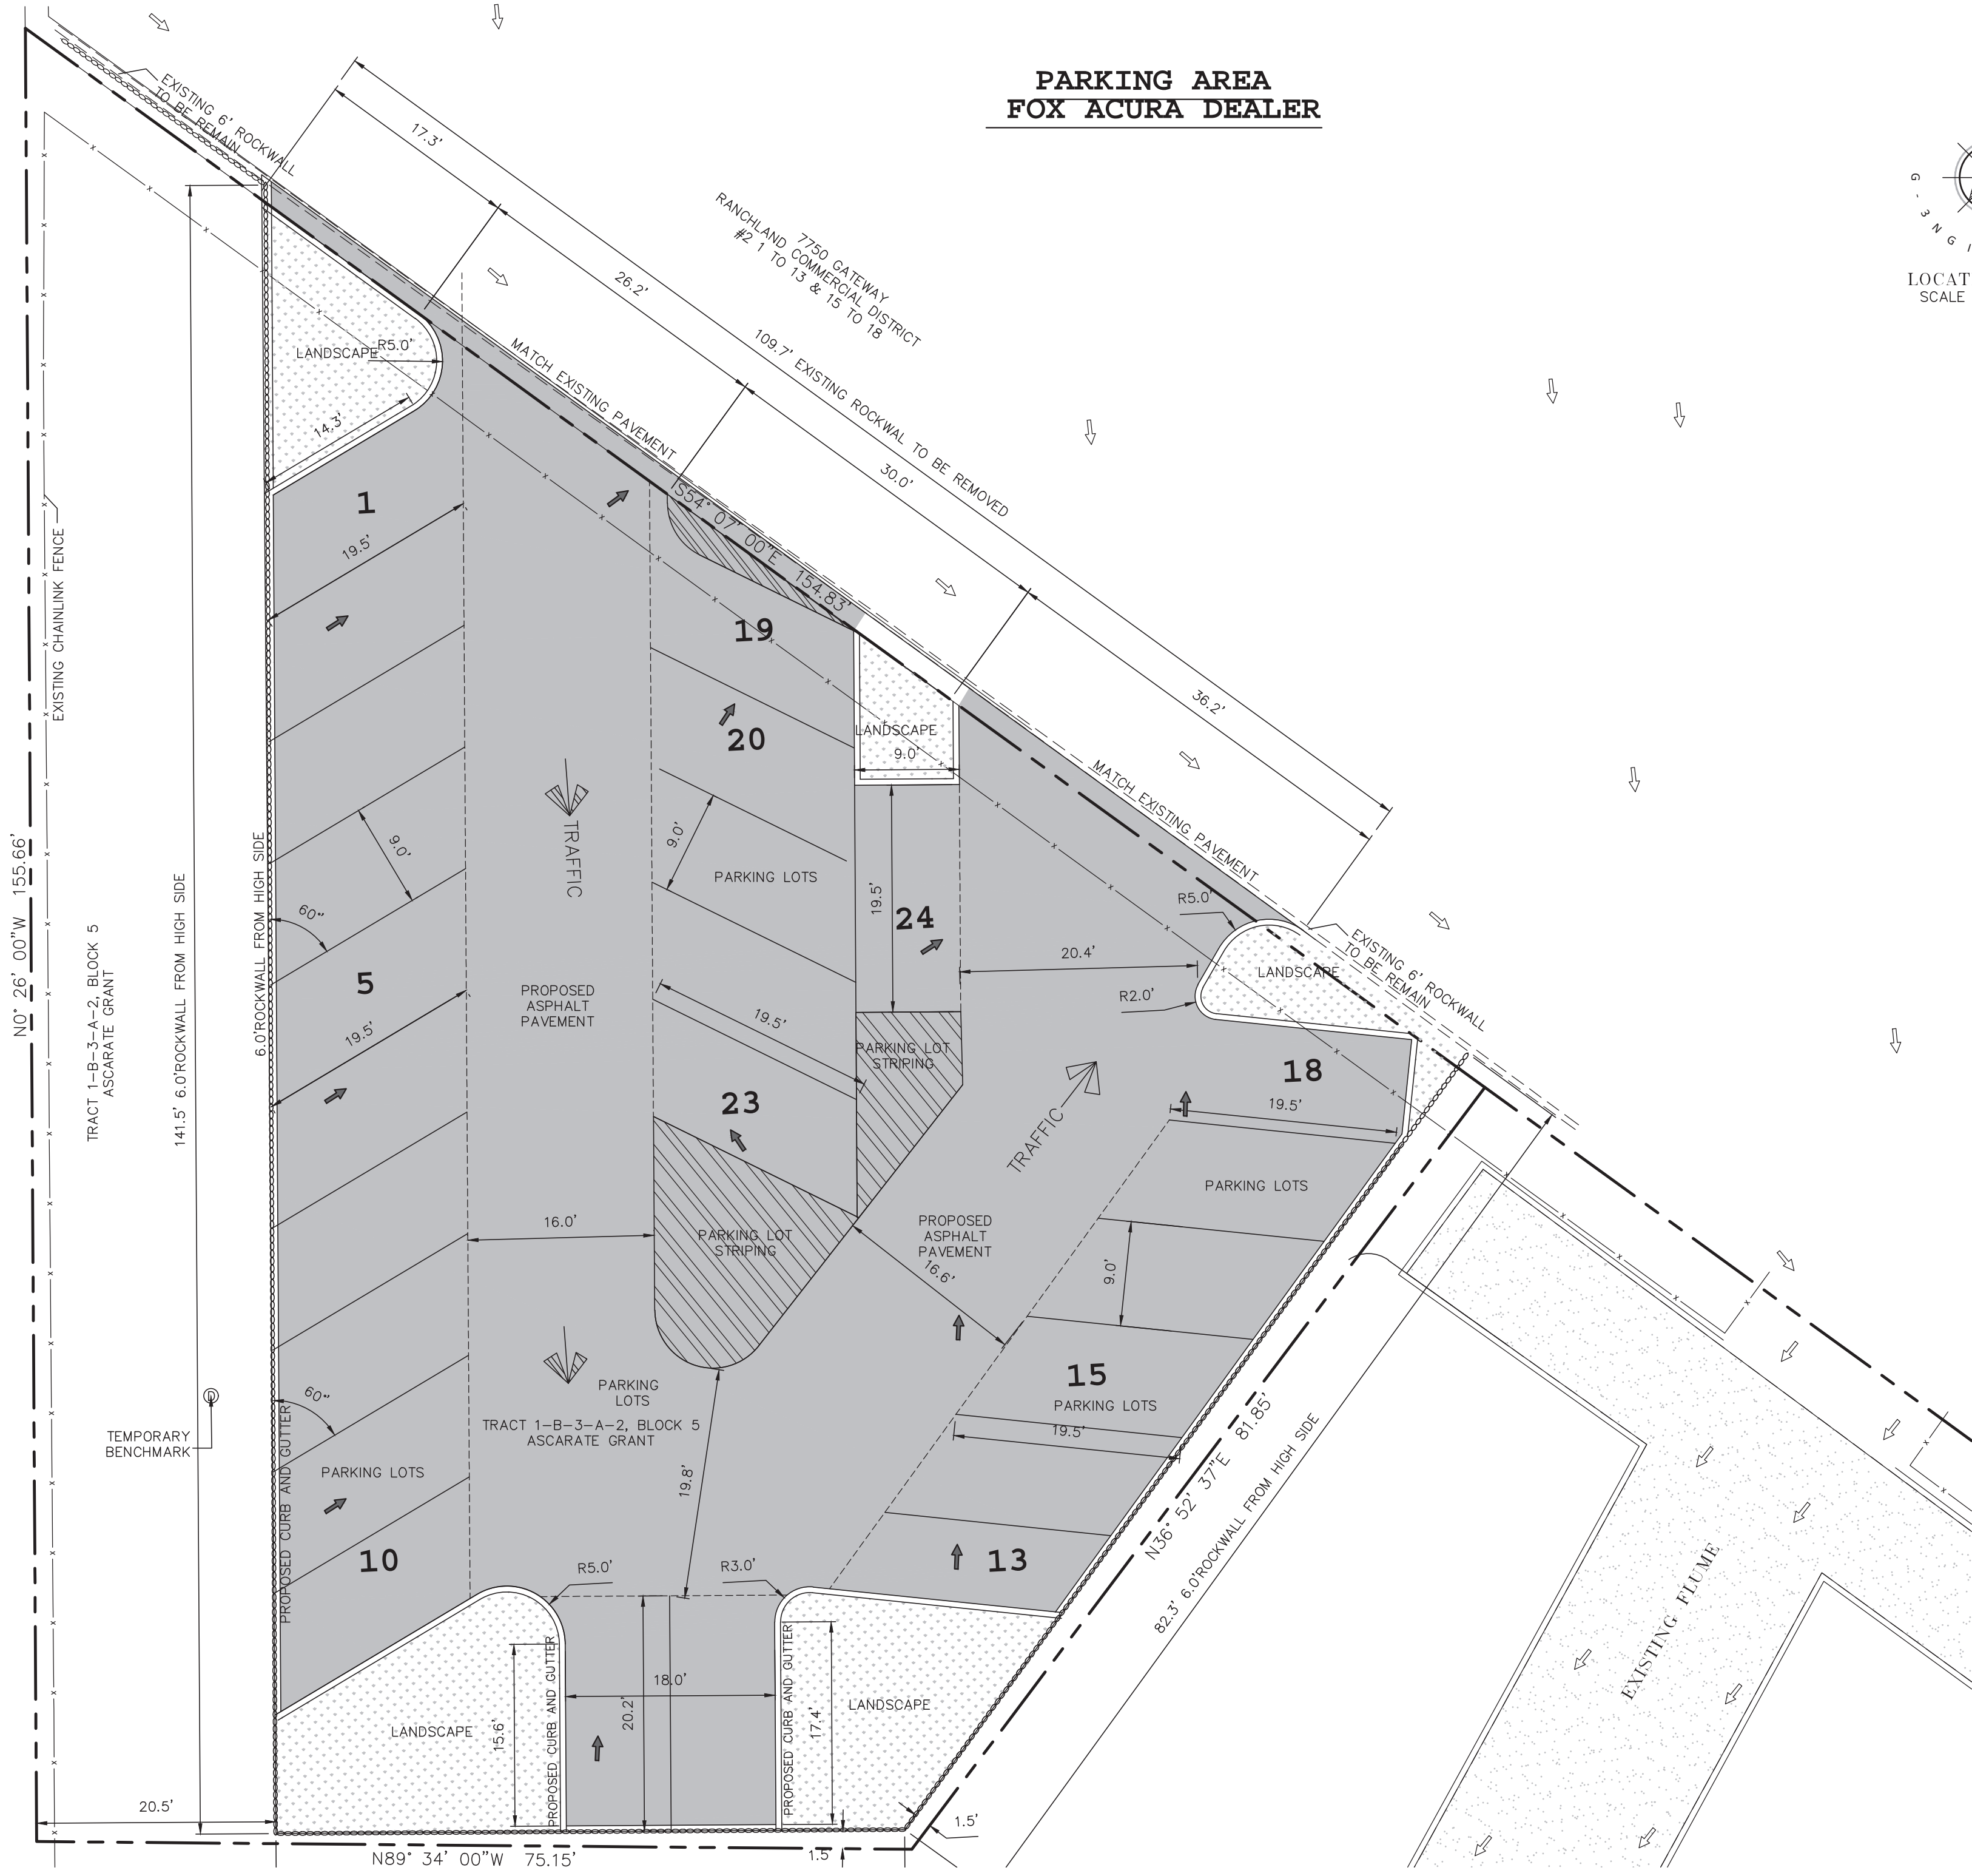 PARKING AREA
FOX ACURA DEALER
EXISTING 6' ROCKWALL
TO BE REMAIN
17.3'
26.2'
RANCHLAND COMMERCIAL DISTRICT
7750 GATEWAY
#2 1 TO 13 & 15 TO 18
109.7' EXISTING ROCKWAL TO BE REMOVED
30.0'
36.2'
G - 3 N G I
LOCAT
SCALE
LANDSCAPE
R5.0'
14.3'
MATCH EXISTING PAVEMENT
S54° 07' 00"E 154.83'
1
19.5'
EXISTING CHAINLINK FENCE
19
20
LANDSCAPE
9.0'
MATCH EXISTING PAVEMENT
TRAFFIC
9.0'
9.0'
PARKING LOTS
19.5'
24
N0° 26' 00"W 155.66'
TRACT 1-B-3-A-2, BLOCK 5
ASCARATE GRANT
141.5' 6.0'ROCKWALL FROM HIGH SIDE
6.0'ROCKWALL FROM HIGH SIDE
60°
5
19.5'
PROPOSED
ASPHALT
PAVEMENT
19.5'
20.4'
R5.0'
R2.0'
LANDSCAPE
EXISTING 6' ROCKWALL
TO BE REMAIN
PARKING LOT
STRIPING
23
18
19.5'
TRAFFIC
PARKING LOTS
16.0'
PARKING LOT
STRIPING
PROPOSED
ASPHALT
PAVEMENT
16.6'
9.0'
15
PARKING LOTS
19.5'
60°
PARKING
LOTS
TRACT 1-B-3-A-2, BLOCK 5
ASCARATE GRANT
TEMPORARY
BENCHMARK
PARKING LOTS
PROPOSED CURB AND GUTTER
19.8'
N36° 52' 37"E 81.85'
82.3' 6.0'ROCKWALL FROM HIGH SIDE
10
R5.0'
R3.0'
13
EXISTING FLUME
LANDSCAPE
15.6'
PROPOSED CURB AND GUTTER
18.0'
20.2'
PROPOSED CURB AND GUTTER
17.4'
LANDSCAPE
20.5'
1.5'
1.5'
N89° 34' 00"W 75.15'